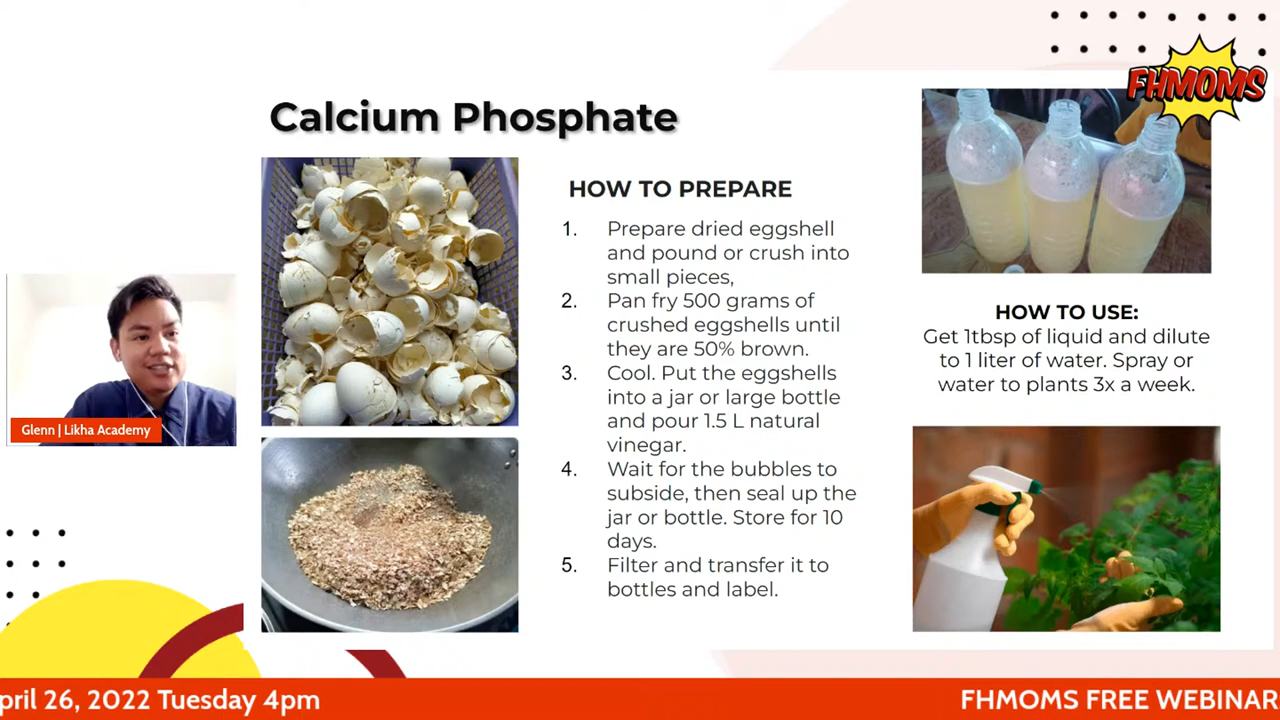 FHMOMS
Calcium Phosphate
HOW TO PREPARE
1. Prepare dried eggshell
and pound or crush into
small pieces,
2. Pan fry 500 grams of
crushed eggshells until
they are 50% brown.
3. Cool. Put the eggshells
into a jar or large bottle
and pour 1.5 L natural
vinegar.
4. Wait for the bubbles to
subside, then seal up the
jar or bottle. Store for 10
days.
5. Filter and transfer it to
bottles and label.
HOW TO USE:
Get 1tbsp of liquid and dilute
to 1 liter of water. Spray or
water to plants 3x a week.
Glenn | Likha Academy
pril 26, 2022 Tuesday 4pm
FHMOMS FREE WEBINAR